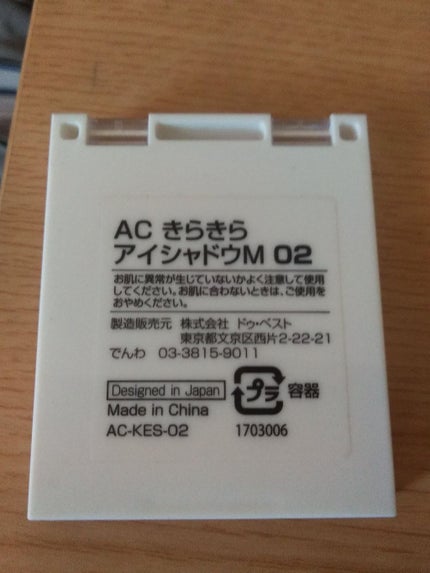 AC きらきら
アイシャドウM 02
お肌に異常が生じていないかよく注意して使用
してください。お肌に合わないときは、ご使用を
おやめください。
製造販売元 株式会社 ドゥ・ベスト
東京都文京区西片2-22-21
でんわ 03-3815-9011
Designed in Japan
プラ 容器
Made in China
AC-KES-02 1703006